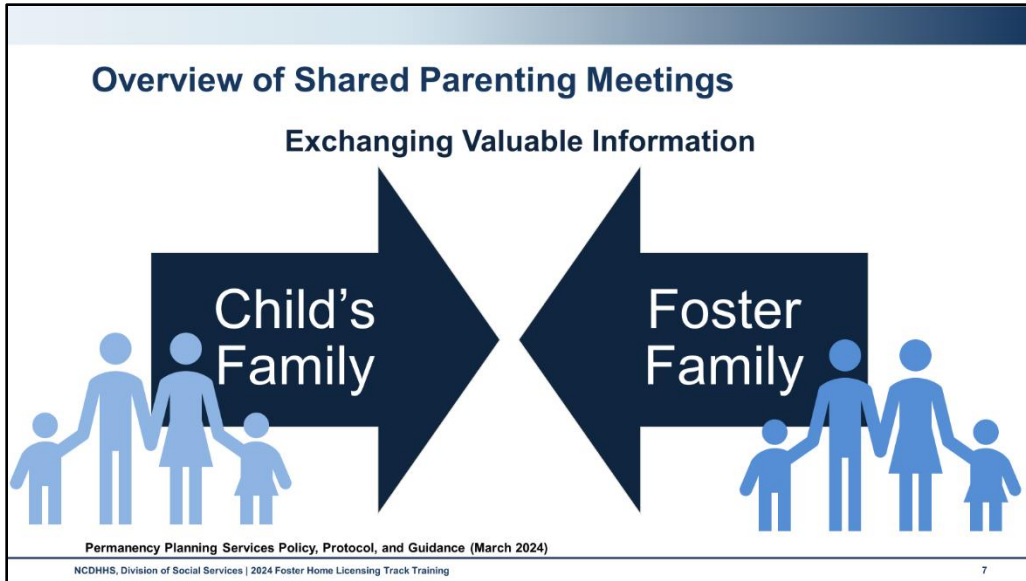 Overview of Shared Parenting Meetings
Exchanging Valuable Information
Child’s
Family
Foster
Family
Permanency Planning Services Policy, Protocol, and Guidance (March 2024)
NCDHHS, Division of Social Services | 2024 Foster Home Licensing Track Training
7